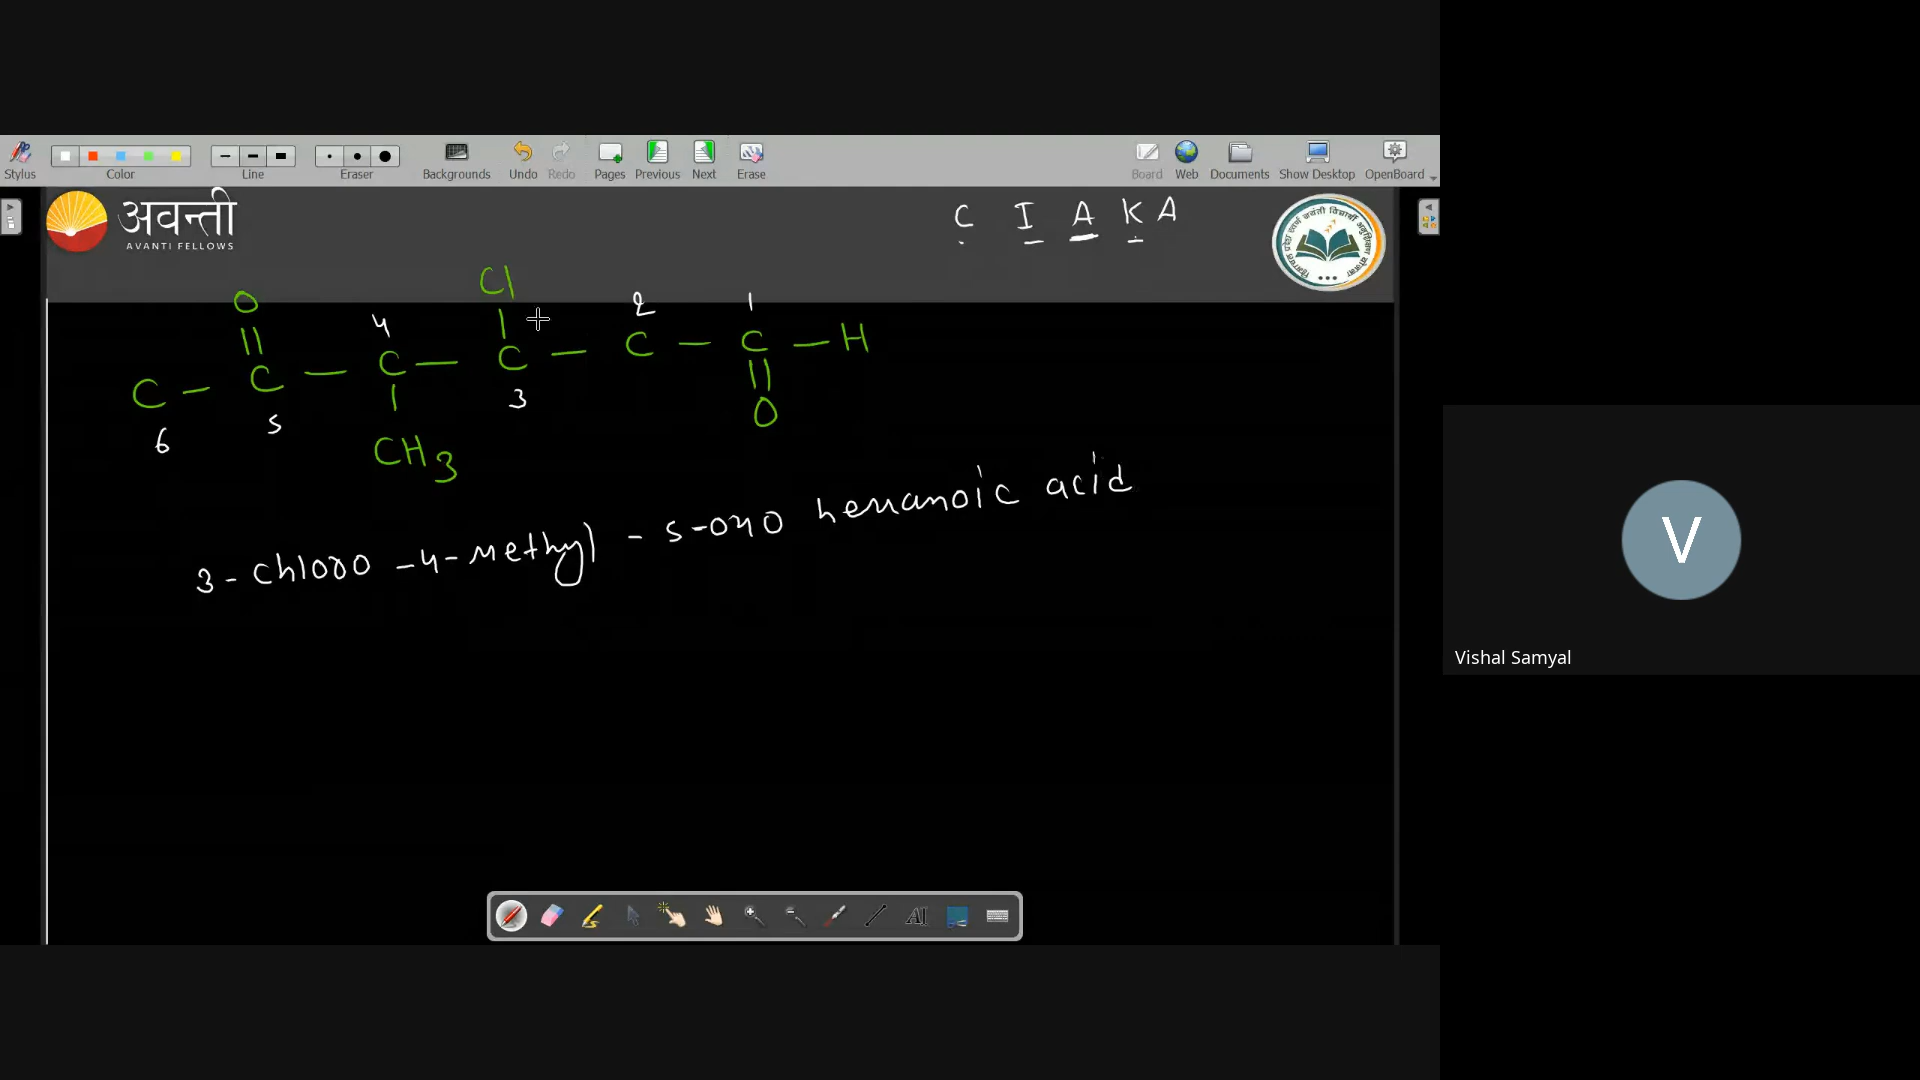 Stylus Color Line Eraser Backgrounds Undo Redo Pages Previous Next Erase Board Web Documents Show Desktop OpenBoard
अवन्ती
AVANTI FELLOWS
C I A K A
O Cl
4 2 1
C - C - C - C - C - C - H
6 5 3 O
CH3
3 - chloro - 4 - Methyl - 5 - oxo hexanoic acid
V
Vishal Samyal